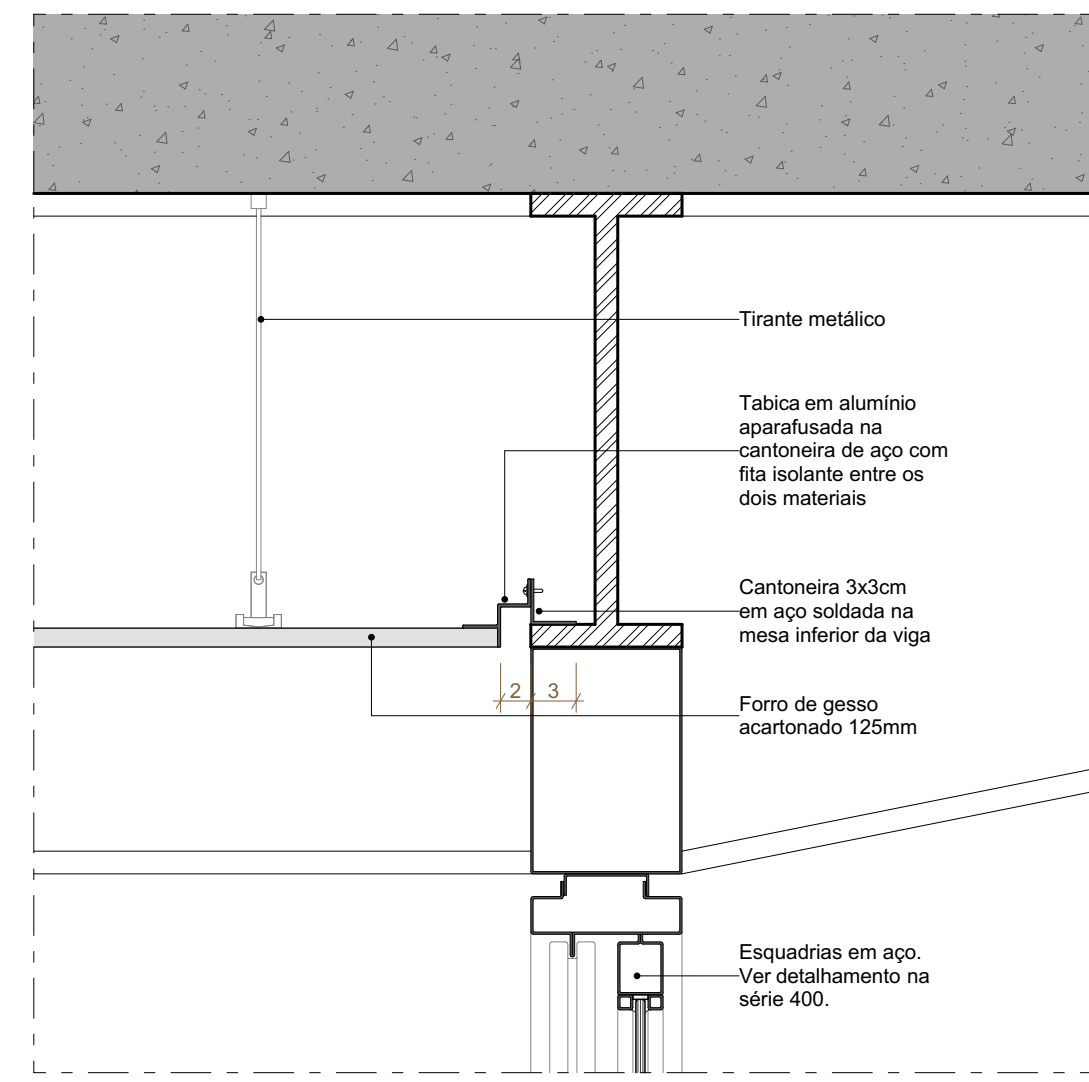 Tirante metálico
Tabica em alumínio
aparafusada na
cantoneira de aço com
fita isolante entre os
dois materiais
Cantoneira 3x3cm
em aço soldada na
mesa inferior da viga
2 3
Forro de gesso
acartonado 125mm
Esquadrias em aço.
Ver detalhamento na
série 400.